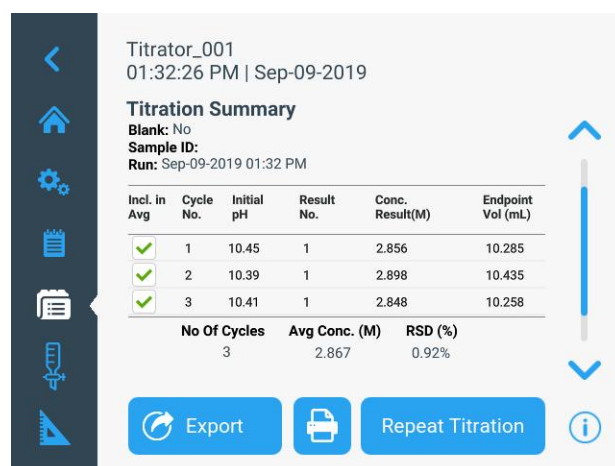 Titrator_001
01:32:26 PM | Sep-09-2019
Titration Summary
Blank: No
Sample ID:
Run: Sep-09-2019 01:32 PM
Incl. in Avg Cycle No. Initial pH Result No. Conc. Result(M) Endpoint Vol (mL)
1 10.45 1 2.856 10.285
2 10.39 1 2.898 10.435
3 10.41 1 2.848 10.258
No Of Cycles Avg Conc. (M) RSD (%)
3 2.867 0.92%
Export Repeat Titration